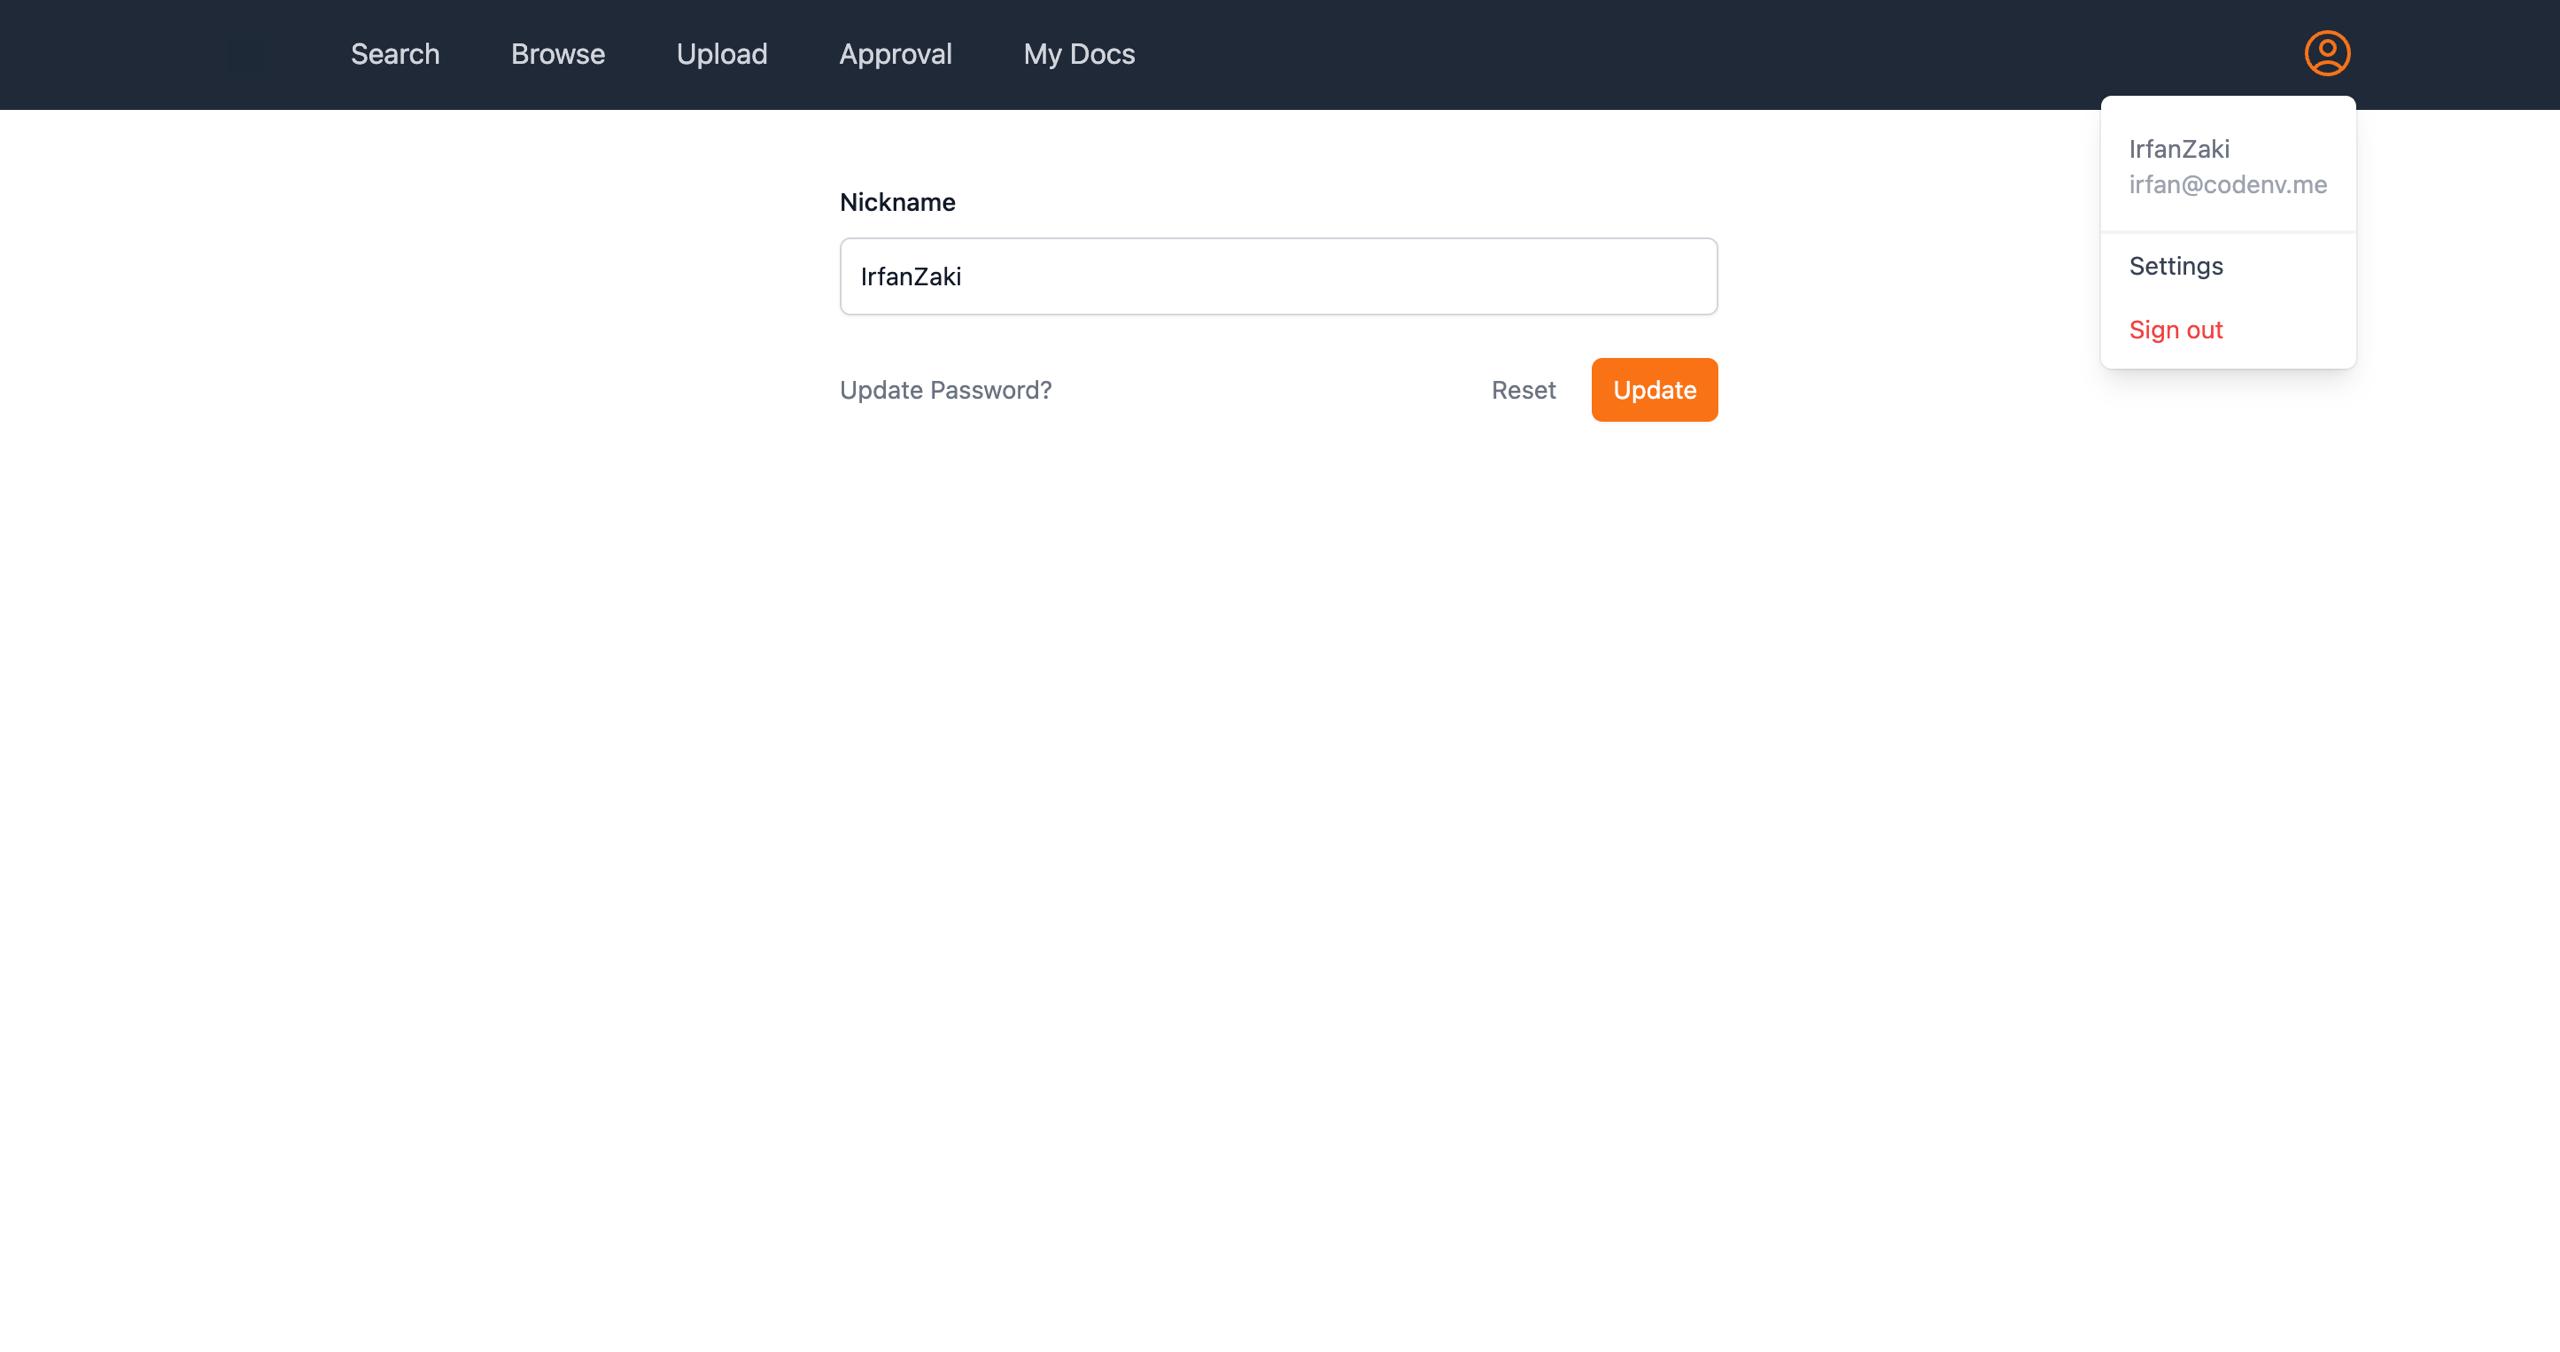 Search Browse Upload Approval My Docs
IrfanZaki
irfan@codenv.me
Settings
Sign out
Nickname
IrfanZaki
Update Password? Reset Update